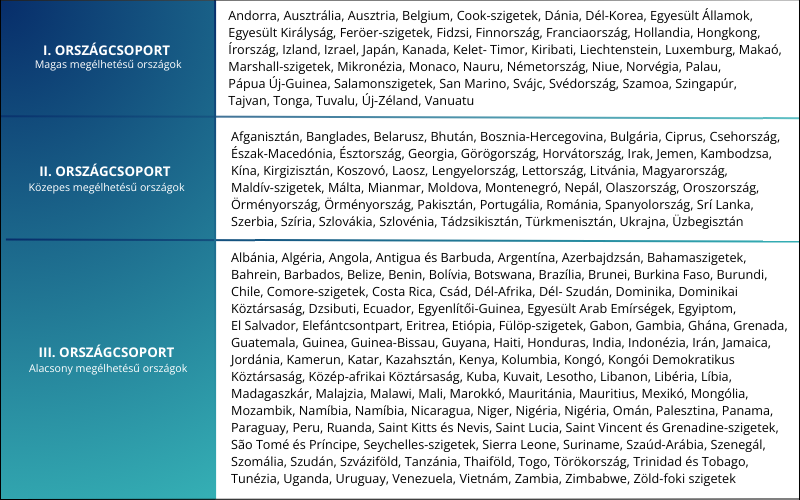 I. ORSZÁGCSOPORT
Magas megélhetésű országok
Andorra, Ausztrália, Ausztria, Belgium, Cook-szigetek, Dánia, Dél-Korea, Egyesült Államok,
Egyesült Királyság, Feröer-szigetek, Fidzsi, Finnország, Franciaország, Hollandia, Hongkong,
Írország, Izland, Izrael, Japán, Kanada, Kelet- Timor, Kiribati, Liechtenstein, Luxemburg, Makaó,
Marshall-szigetek, Mikronézia, Monaco, Nauru, Németország, Niue, Norvégia, Palau,
Pápua Új-Guinea, Salamonszigetek, San Marino, Svájc, Svédország, Szamoa, Szingapúr,
Tajvan, Tonga, Tuvalu, Új-Zéland, Vanuatu
II. ORSZÁGCSOPORT
Közepes megélhetésű országok
Afganisztán, Banglades, Belarusz, Bhután, Bosznia-Hercegovina, Bulgária, Ciprus, Csehország,
Észak-Macedónia, Észtország, Georgia, Görögország, Horvátország, Irak, Jemen, Kambodzsa,
Kína, Kirgizisztán, Koszovó, Laosz, Lengyelország, Lettország, Litvánia, Magyarország,
Maldív-szigetek, Málta, Mianmar, Moldova, Montenegró, Nepál, Olaszország, Oroszország,
Örményország, Örményország, Pakisztán, Portugália, Románia, Spanyolország, Srí Lanka,
Szerbia, Szíria, Szlovákia, Szlovénia, Tádzsikisztán, Türkmenisztán, Ukrajna, Üzbegisztán
III. ORSZÁGCSOPORT
Alacsony megélhetésű országok
Albánia, Algéria, Angola, Antigua és Barbuda, Argentína, Azerbajdzsán, Bahamaszigetek,
Bahrein, Barbados, Belize, Benin, Bolívia, Botswana, Brazília, Brunei, Burkina Faso, Burundi,
Chile, Comore-szigetek, Costa Rica, Csád, Dél-Afrika, Dél- Szudán, Dominika, Dominikai
Köztársaság, Dzsibuti, Ecuador, Egyenlítői-Guinea, Egyesült Arab Emírségek, Egyiptom,
El Salvador, Elefántcsontpart, Eritrea, Etiópia, Fülöp-szigetek, Gabon, Gambia, Ghána, Grenada,
Guatemala, Guinea, Guinea-Bissau, Guyana, Haiti, Honduras, India, Indonézia, Irán, Jamaica,
Jordánia, Kamerun, Katar, Kazahsztán, Kenya, Kolumbia, Kongó, Kongói Demokratikus
Köztársaság, Közép-afrikai Köztársaság, Kuba, Kuvait, Lesotho, Libanon, Libéria, Líbia,
Madagaszkár, Malajzia, Malawi, Mali, Marokkó, Mauritánia, Mauritius, Mexikó, Mongólia,
Mozambik, Namíbia, Namíbia, Nicaragua, Niger, Nigéria, Nigéria, Omán, Palesztina, Panama,
Paraguay, Peru, Ruanda, Saint Kitts és Nevis, Saint Lucia, Saint Vincent és Grenadine-szigetek,
São Tomé és Príncipe, Seychelles-szigetek, Sierra Leone, Suriname, Szaúd-Arábia, Szenegál,
Szomália, Szudán, Szváziföld, Tanzánia, Thaiföld, Togo, Törökország, Trinidad és Tobago,
Tunézia, Uganda, Uruguay, Venezuela, Vietnám, Zambia, Zimbabwe, Zöld-foki szigetek